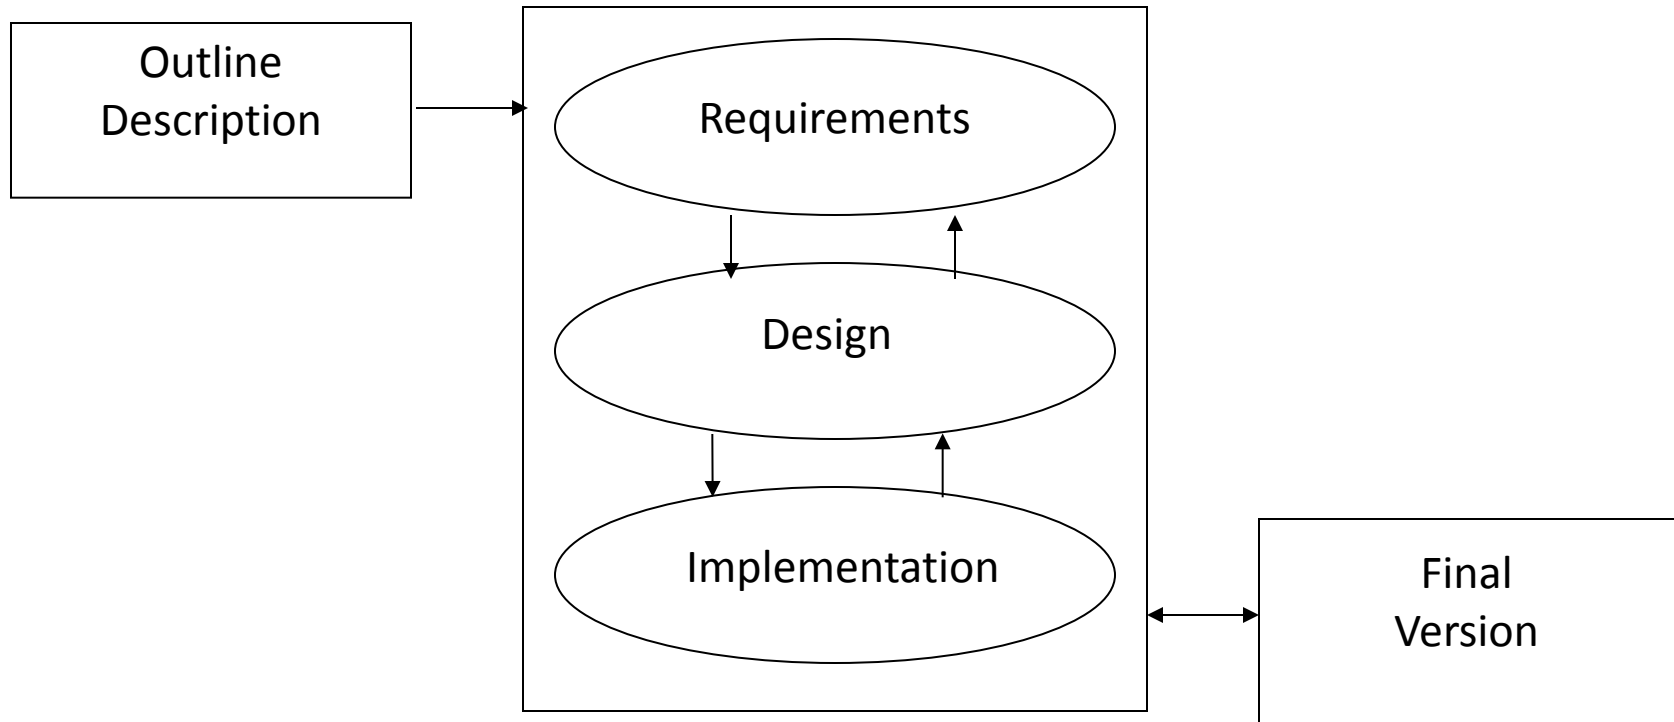 Outline
Description
Requirements
Design
Implementation
Final
Version